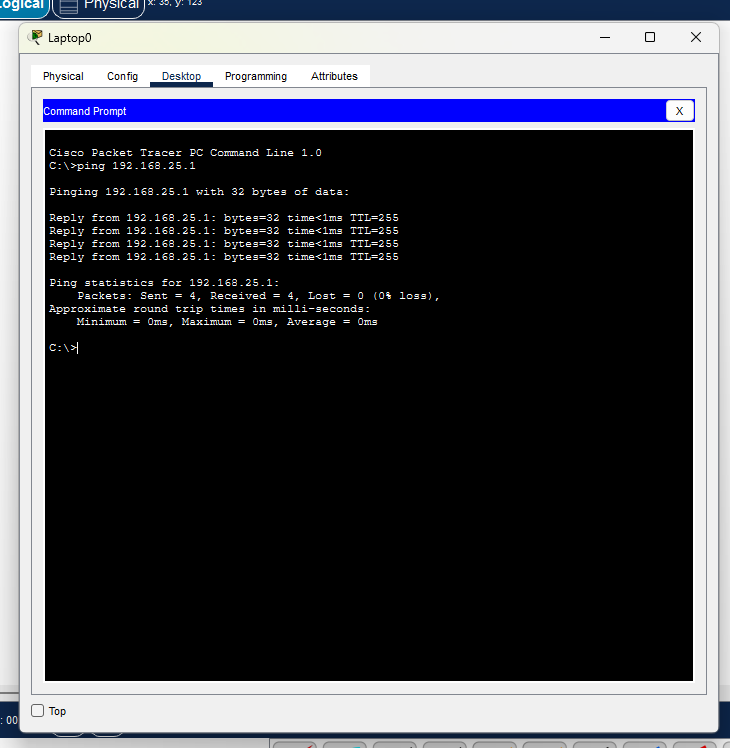 Logical Physical x: 35, y: 123
Laptop0
Physical Config Desktop Programming Attributes
Command Prompt X
Cisco Packet Tracer PC Command Line 1.0
C:\>ping 192.168.25.1
Pinging 192.168.25.1 with 32 bytes of data:
Reply from 192.168.25.1: bytes=32 time<1ms TTL=255
Reply from 192.168.25.1: bytes=32 time<1ms TTL=255
Reply from 192.168.25.1: bytes=32 time<1ms TTL=255
Reply from 192.168.25.1: bytes=32 time<1ms TTL=255
Ping statistics for 192.168.25.1:
Packets: Sent = 4, Received = 4, Lost = 0 (0% loss),
Approximate round trip times in milli-seconds:
Minimum = 0ms, Maximum = 0ms, Average = 0ms
C:\>
Top
: 00